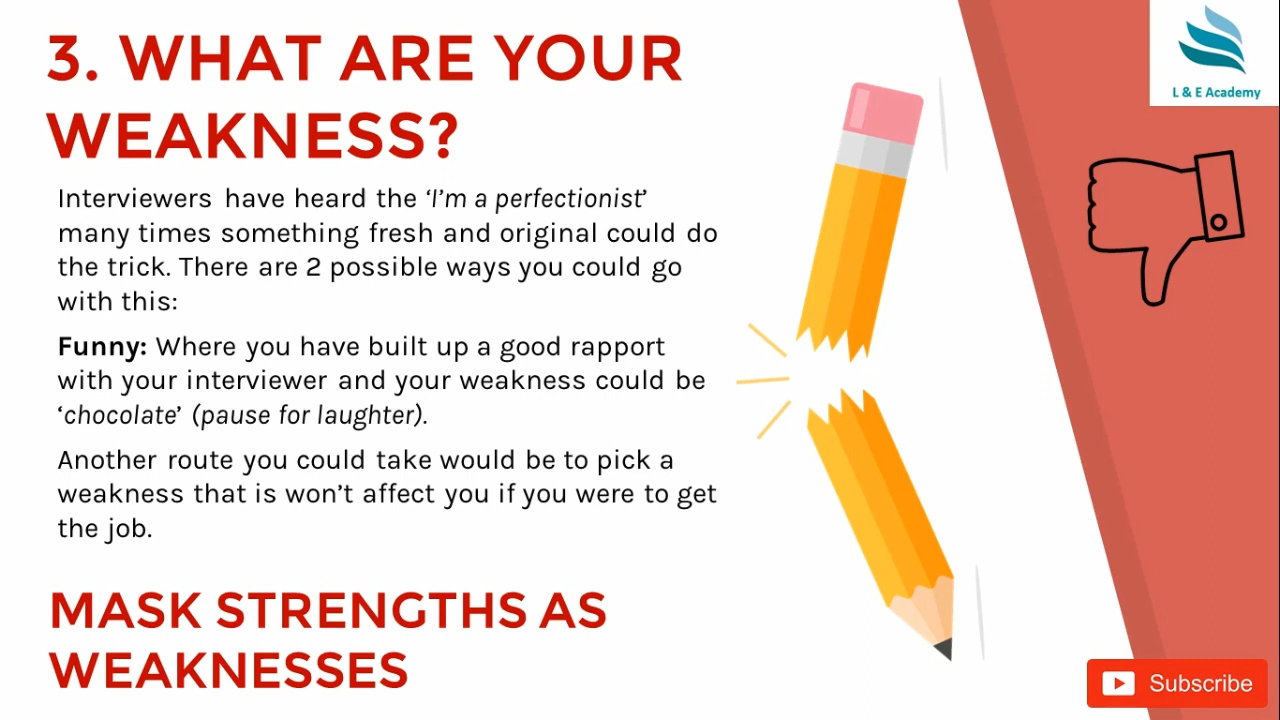 3. WHAT ARE YOUR
WEAKNESS?
L & E Academy
Interviewers have heard the ‘I’m a perfectionist’
many times something fresh and original could do
the trick. There are 2 possible ways you could go
with this:
Funny: Where you have built up a good rapport
with your interviewer and your weakness could be
‘chocolate’ (pause for laughter).
Another route you could take would be to pick a
weakness that is won’t affect you if you were to get
the job.
MASK STRENGTHS AS
WEAKNESSES
Subscribe